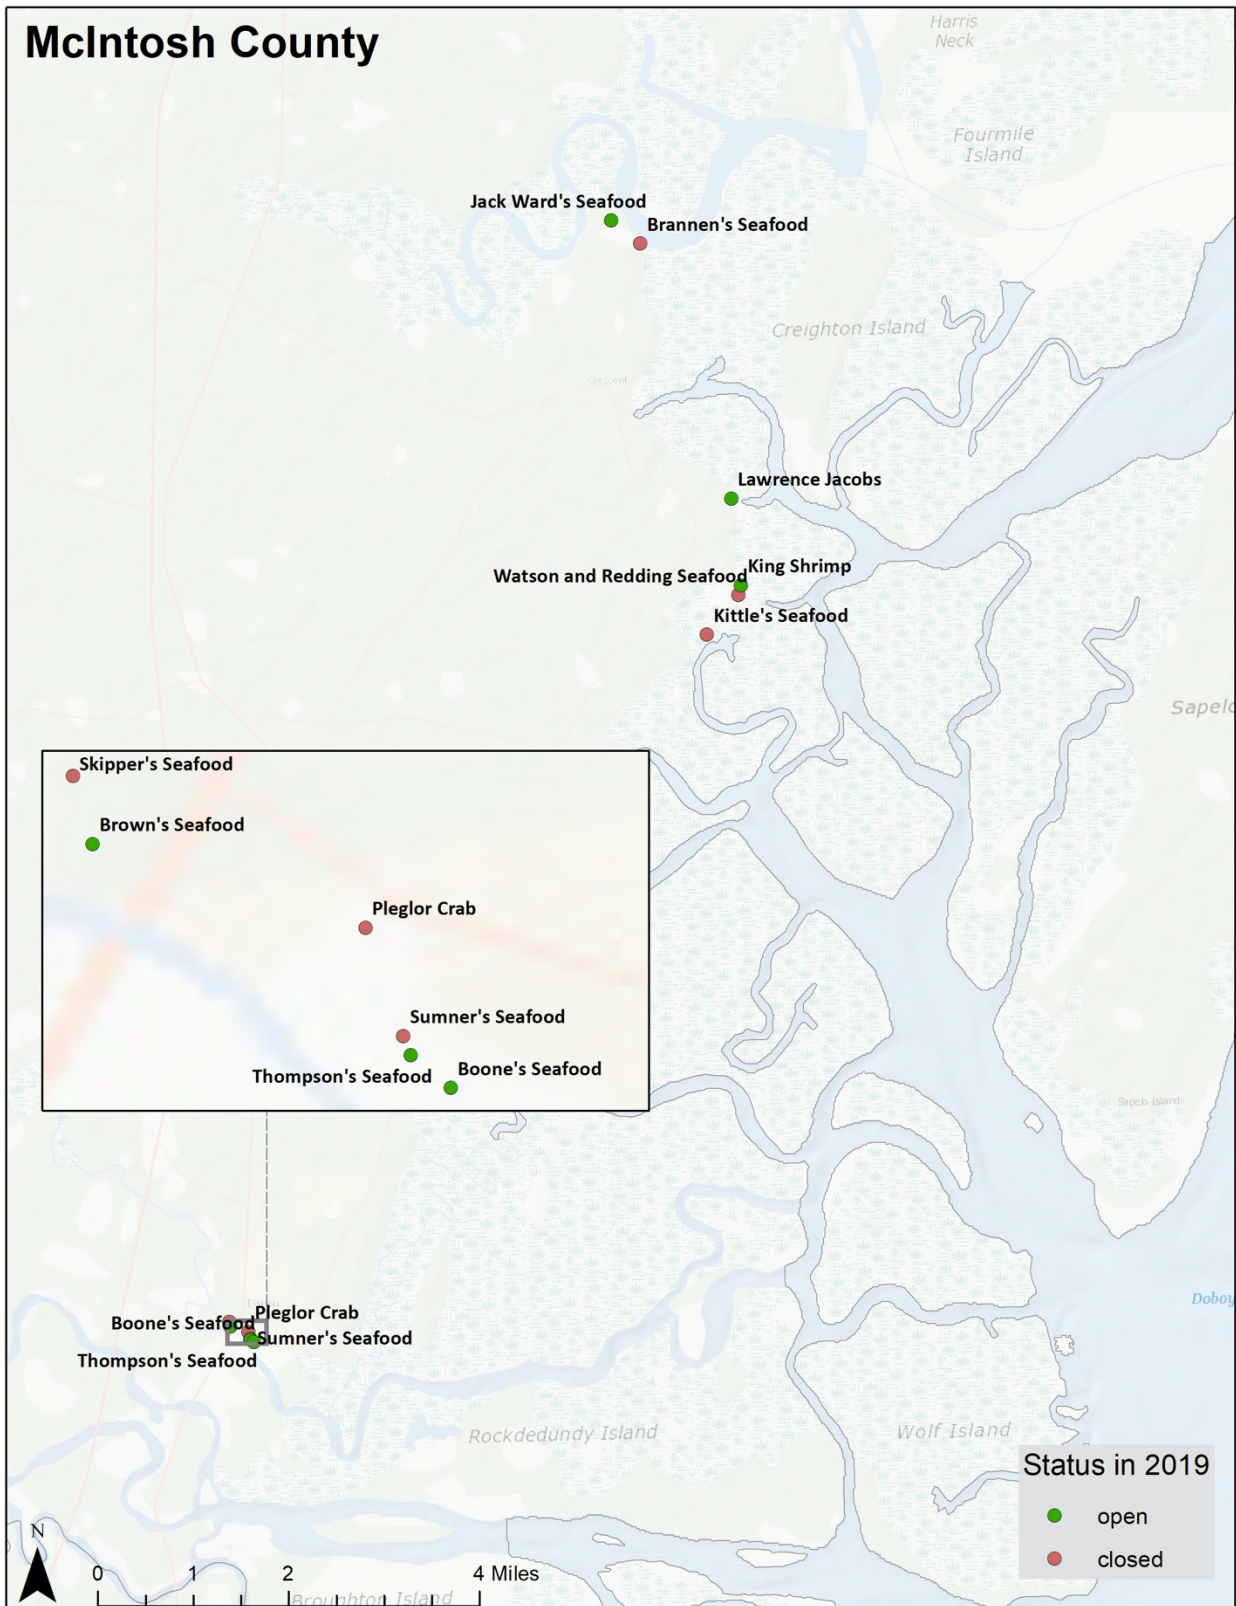 McIntosh County
Harris
Neck
Fourmile
Island
Jack Ward's Seafood
Brannen's Seafood
Creighton Island
Crescent
Lawrence Jacobs
King Shrimp
Watson and Redding Seafood
Kittle's Seafood
Sapelo
Skipper's Seafood
Brown's Seafood
Pleglor Crab
Sumner's Seafood
Thompson's Seafood
Boone's Seafood
Sapelo Island
Doboy
Pleglor Crab
Boone's Seafood
Sumner's Seafood
Thompson's Seafood
Rockdedundy Island
Wolf Island
Status in 2019
open
closed
N
0 2 4 Miles
Broughton Island